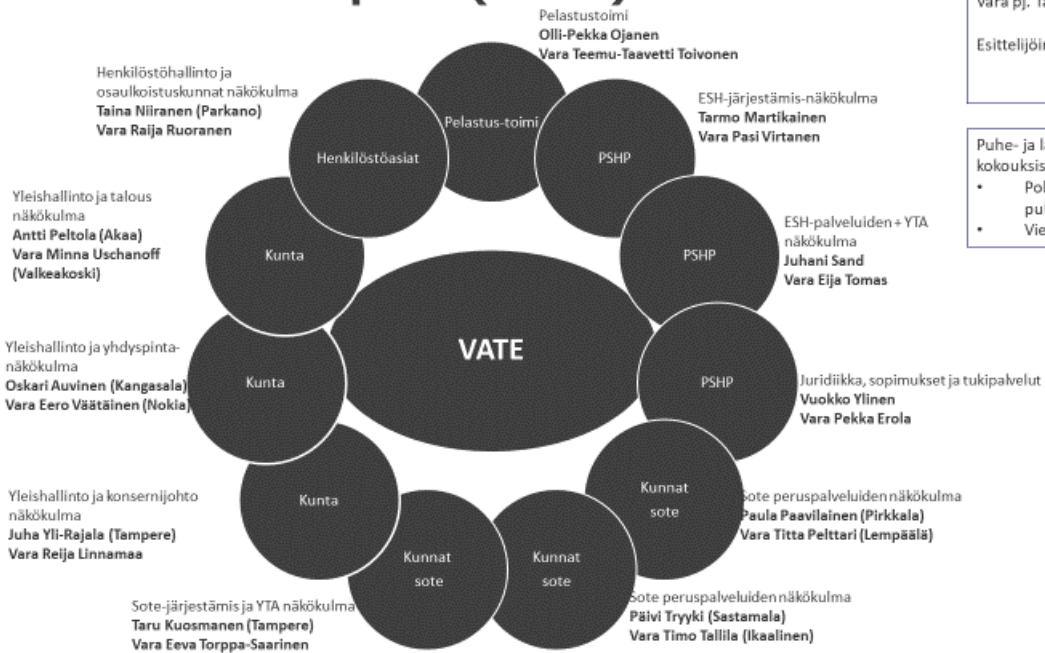 Pelastustoimi
Olli-Pekka Ojanen
Vara Teemu-Taavetti Toivonen
Vara pj.
Esittelijöin
Henkilöstöhallinto ja
osaulkoistuskunnat näkökulma
Taina Niiranen (Parkano)
Vara Raija Ruoranen
ESH-järjestämis-näkökulma
Tarmo Martikainen
Vara Pasi Virtanen
Puhe- ja
kokouksis
•
•
Pelastus-toimi
Henkilöstöasiat
PSHP
Yleishallinto ja talous
näkökulma
Antti Peltola (Akaa)
Vara Minna Uschanoff
(Valkeakoski)
Kunta
PSHP
ESH-palveluiden + YTA
näkökulma
Juhani Sand
Vara Eija Tomas
VATE
Yleishallinto ja yhdyspinta-
näkökulma
Oskari Auvinen (Kangasala)
Vara Eero Väätäinen (Nokia)
Kunta
PSHP
Juridiikka, sopimukset ja tukipalvelut
Vuokko Ylinen
Vara Pekka Erola
Yleishallinto ja konsernijohto
näkökulma
Juha Yli-Rajala (Tampere)
Vara Reija Linnamaa
Kunta
Kunnat
sote
Sote peruspalveluiden näkökulma
Paula Paavilainen (Pirkkala)
Vara Titta Pelttari (Lempäälä)
Kunnat
sote
Kunnat
sote
Sote-järjestämis ja YTA näkökulma
Taru Kuosmanen (Tampere)
Vara Eeva Torppa-Saarinen
Sote peruspalveluiden näkökulma
Päivi Tryyki (Sastamala)
Vara Timo Tallila (Ikaalinen)